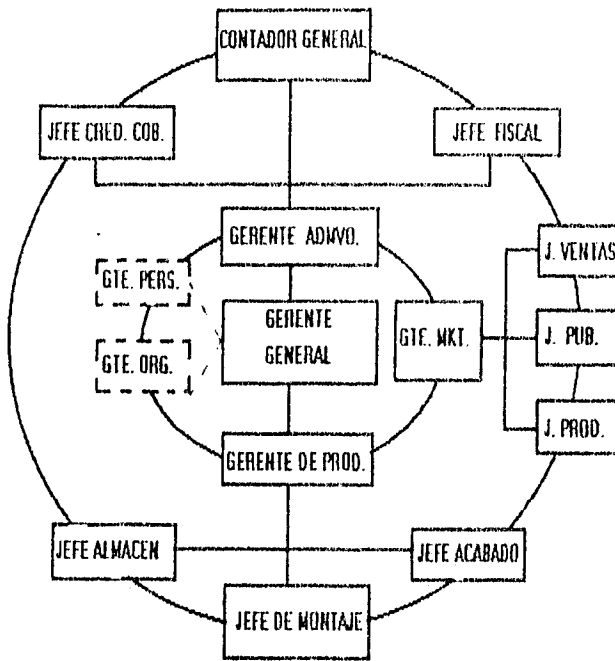 CONTADOR GENERAL
JEFE CRED. COB.
JEFE FISCAL
GERENTE ADMVO.
J. VENTAS
GTE. PERS.
GERENTE
GENERAL
GTE. MKT.
J. PUB.
GTE. ORG.
J. PROD.
GERENTE DE PROD.
JEFE ALMACEN
JEFE ACABADO
JEFE DE MONTAJE